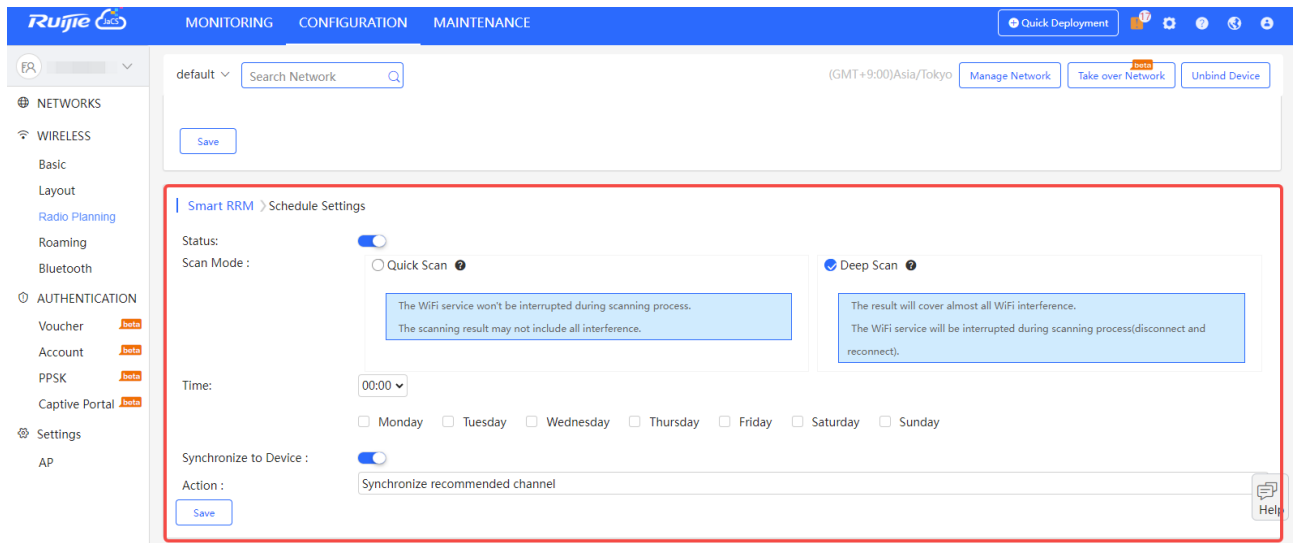 Ruijie JaCS MONITORING CONFIGURATION MAINTENANCE Quick Deployment 17
default Search Network (GMT+9:00)Asia/Tokyo Manage Network Take over Network beta Unbind Device
NETWORKS
WIRELESS
Basic
Layout
Radio Planning
Roaming
Bluetooth
AUTHENTICATION
Voucher beta
Account beta
PPSK beta
Captive Portal beta
Settings
AP
Save
Smart RRM > Schedule Settings
Status:
Scan Mode :
Quick Scan
The WiFi service won't be interrupted during scanning process.
The scanning result may not include all interference.
Deep Scan
The result will cover almost all WiFi interference.
The WiFi service will be interrupted during scanning process(disconnect and
reconnect).
Time: 00:00
Monday Tuesday Wednesday Thursday Friday Saturday Sunday
Synchronize to Device :
Action : Synchronize recommended channel
Save
Help